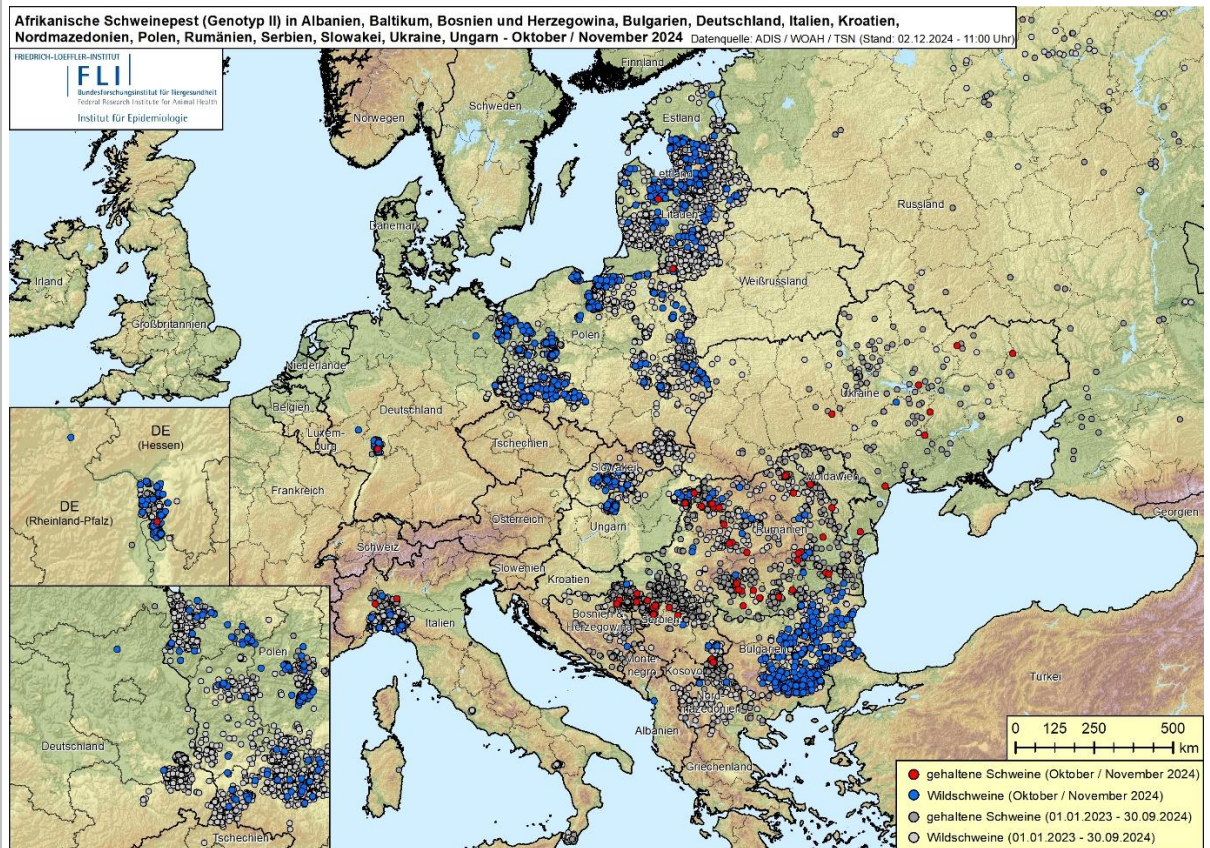 Afrikanische Schweinepest (Genotyp II) in Albanien, Baltikum, Bosnien und Herzegowina, Bulgarien, Deutschland, Italien, Kroatien,
Nordmazedonien, Polen, Rumänien, Serbien, Slowakei, Ukraine, Ungarn - Oktober / November 2024 Datenquelle: ADIS / WOAH / TSN (Stand: 02.12.2024 - 11:00 Uhr)
FRIEDRICH-LOEFFLER-INSTITUT
FLI
Bundesforschungsinstitut für Tiergesundheit
Federal Research Institute for Animal Health
Institut für Epidemiologie
Finnland
Norwegen
Schweden
Estland
Lettland
Litauen
Russland
Dänemark
Irland
Großbritannien
Weißrussland
Niederlande
Polen
Belgien
Deutschland
Ukraine
Luxem-
burg
Tschechien
Slowakei
Moldawien
Frankreich
Österreich
Ungarn
Rumänien
Georgien
Schweiz
Slowenien
Kroatien
Italien
Bosnien &
Herzegowina
Serbien
Monte-
negro
Kosovo
Bulgarien
Nord-
mazedonien
Albanien
Griechenland
Türkei
DE
(Hessen)
DE
(Rheinland-Pfalz)
Polen
Deutschland
Tschechien
0 125 250 500
km
gehaltene Schweine (Oktober / November 2024)
Wildschweine (Oktober / November 2024)
gehaltene Schweine (01.01.2023 - 30.09.2024)
Wildschweine (01.01.2023 - 30.09.2024)